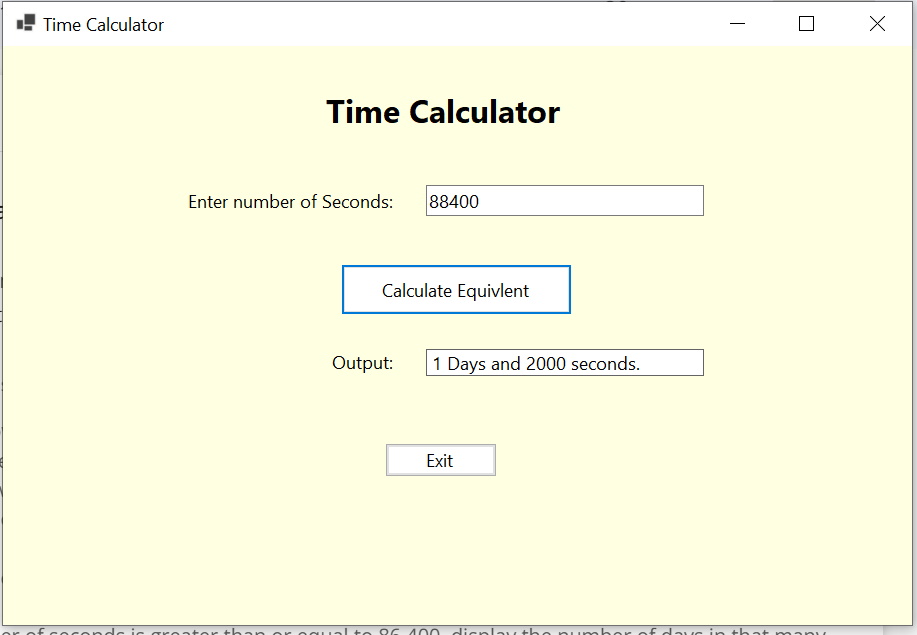 Time Calculator
Time Calculator
Enter number of Seconds: 88400
Calculate Equivlent
Output: 1 Days and 2000 seconds.
Exit
er of seconds is greater than or equal to 86,400, display the number of days in that many